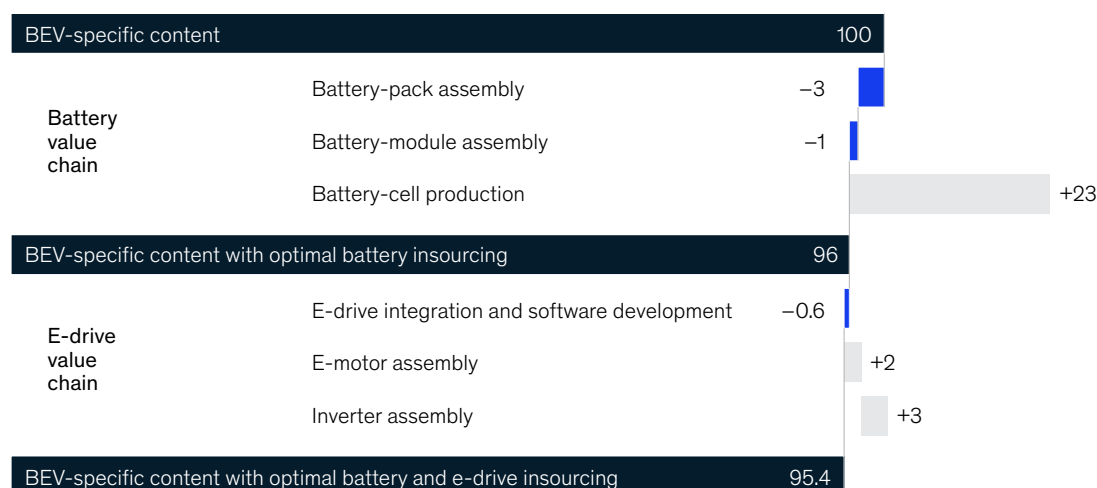 BEV-specific content 100
Battery-pack assembly –3
Battery
value
chain
Battery-module assembly –1
Battery-cell production +23
BEV-specific content with optimal battery insourcing 96
E-drive integration and software development –0.6
E-drive
value
chain
E-motor assembly +2
Inverter assembly +3
BEV-specific content with optimal battery and e-drive insourcing 95.4